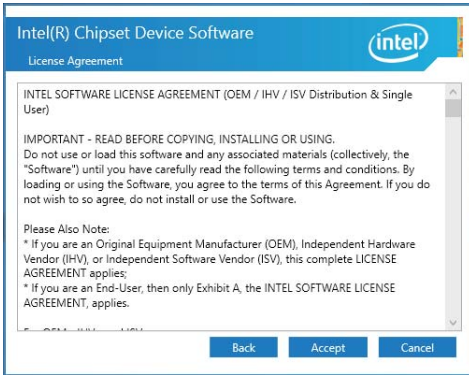 Intel(R) Chipset Device Software
License Agreement
intel
INTEL SOFTWARE LICENSE AGREEMENT (OEM / IHV / ISV Distribution & Single
User)
IMPORTANT - READ BEFORE COPYING, INSTALLING OR USING.
Do not use or load this software and any associated materials (collectively, the
"Software") until you have carefully read the following terms and conditions. By
loading or using the Software, you agree to the terms of this Agreement. If you do
not wish to so agree, do not install or use the Software.
Please Also Note:
* If you are an Original Equipment Manufacturer (OEM), Independent Hardware
Vendor (IHV), or Independent Software Vendor (ISV), this complete LICENSE
AGREEMENT applies;
* If you are an End-User, then only Exhibit A, the INTEL SOFTWARE LICENSE
AGREEMENT, applies.
Back Accept Cancel